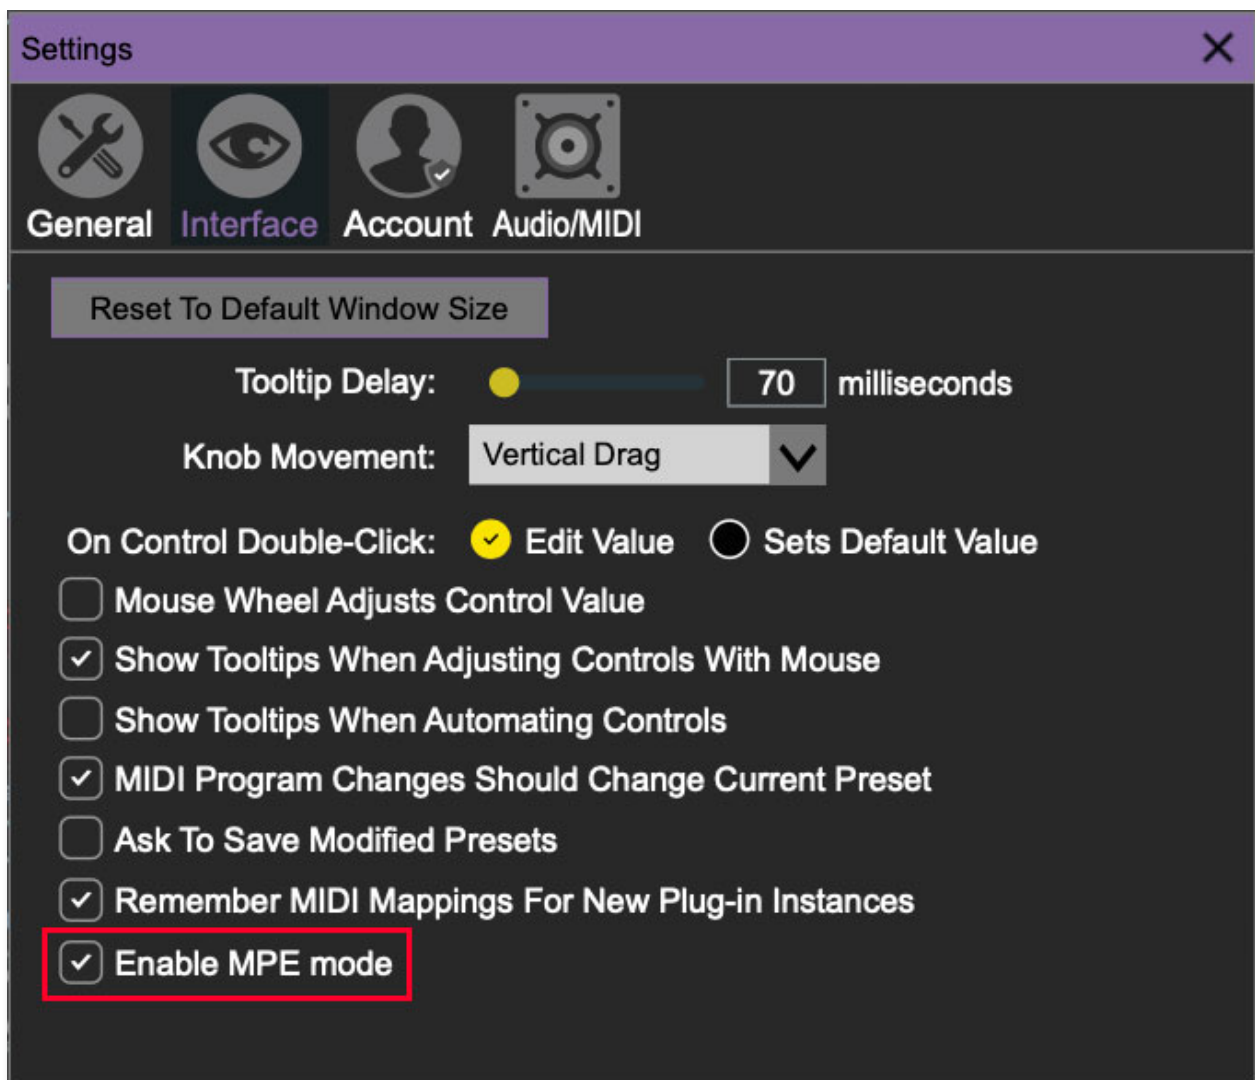 Settings
General Interface Account Audio/MIDI
Reset To Default Window Size
Tooltip Delay: 70 milliseconds
Knob Movement: Vertical Drag
On Control Double-Click: Edit Value Sets Default Value
Mouse Wheel Adjusts Control Value
Show Tooltips When Adjusting Controls With Mouse
Show Tooltips When Automating Controls
MIDI Program Changes Should Change Current Preset
Ask To Save Modified Presets
Remember MIDI Mappings For New Plug-in Instances
Enable MPE mode